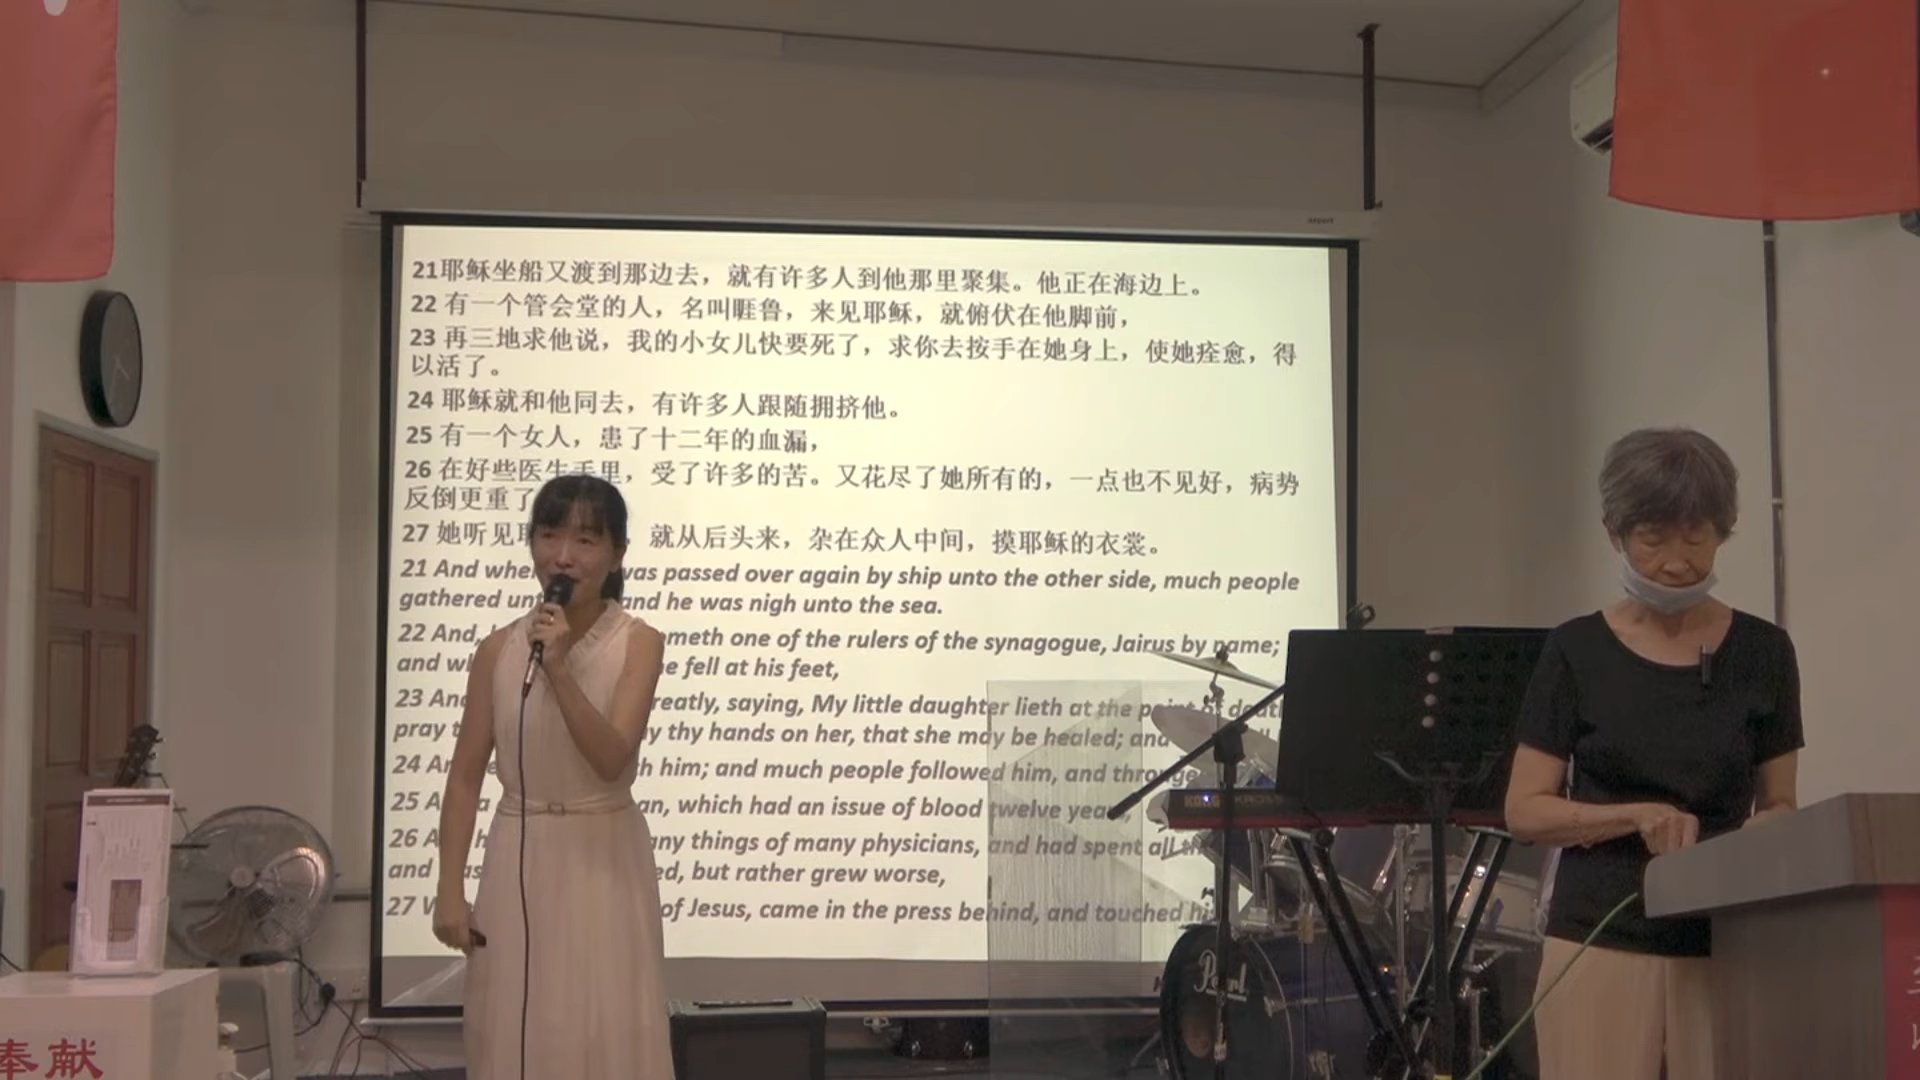 21耶稣坐船又渡到那边去，就有许多人到他那里聚集。他正在海边上。
22 有一个管会堂的人，名叫睚鲁，来见耶稣，就俯伏在他脚前，
23 再三地求他说，我的小女儿快要死了，求你去按手在她身上，使她痊愈，得
以活了。
24 耶稣就和他同去，有许多人跟随拥挤他。
25 有一个女人，患了十二年的血漏，
26 在好些医生手里，受了许多的苦。又花尽了她所有的，一点也不见好，病势
反倒更重了
27 她听见 ，就从后头来，杂在众人中间，摸耶稣的衣裳。
21 And when was passed over again by ship unto the other side, much people
gathered unto and he was nigh unto the sea.
22 And, cometh one of the rulers of the synagogue, Jairus by name;
and he fell at his feet,
23 And greatly, saying, My little daughter lieth at the point of death
pray thy hands on her, that she may be healed; and
24 him; and much people followed him, and thronged
25 which had an issue of blood twelve years,
26 many things of many physicians, and had spent all
and but rather grew worse,
27 of Jesus, came in the press behind, and touched his
KORG KROSS
Pearl
奉献